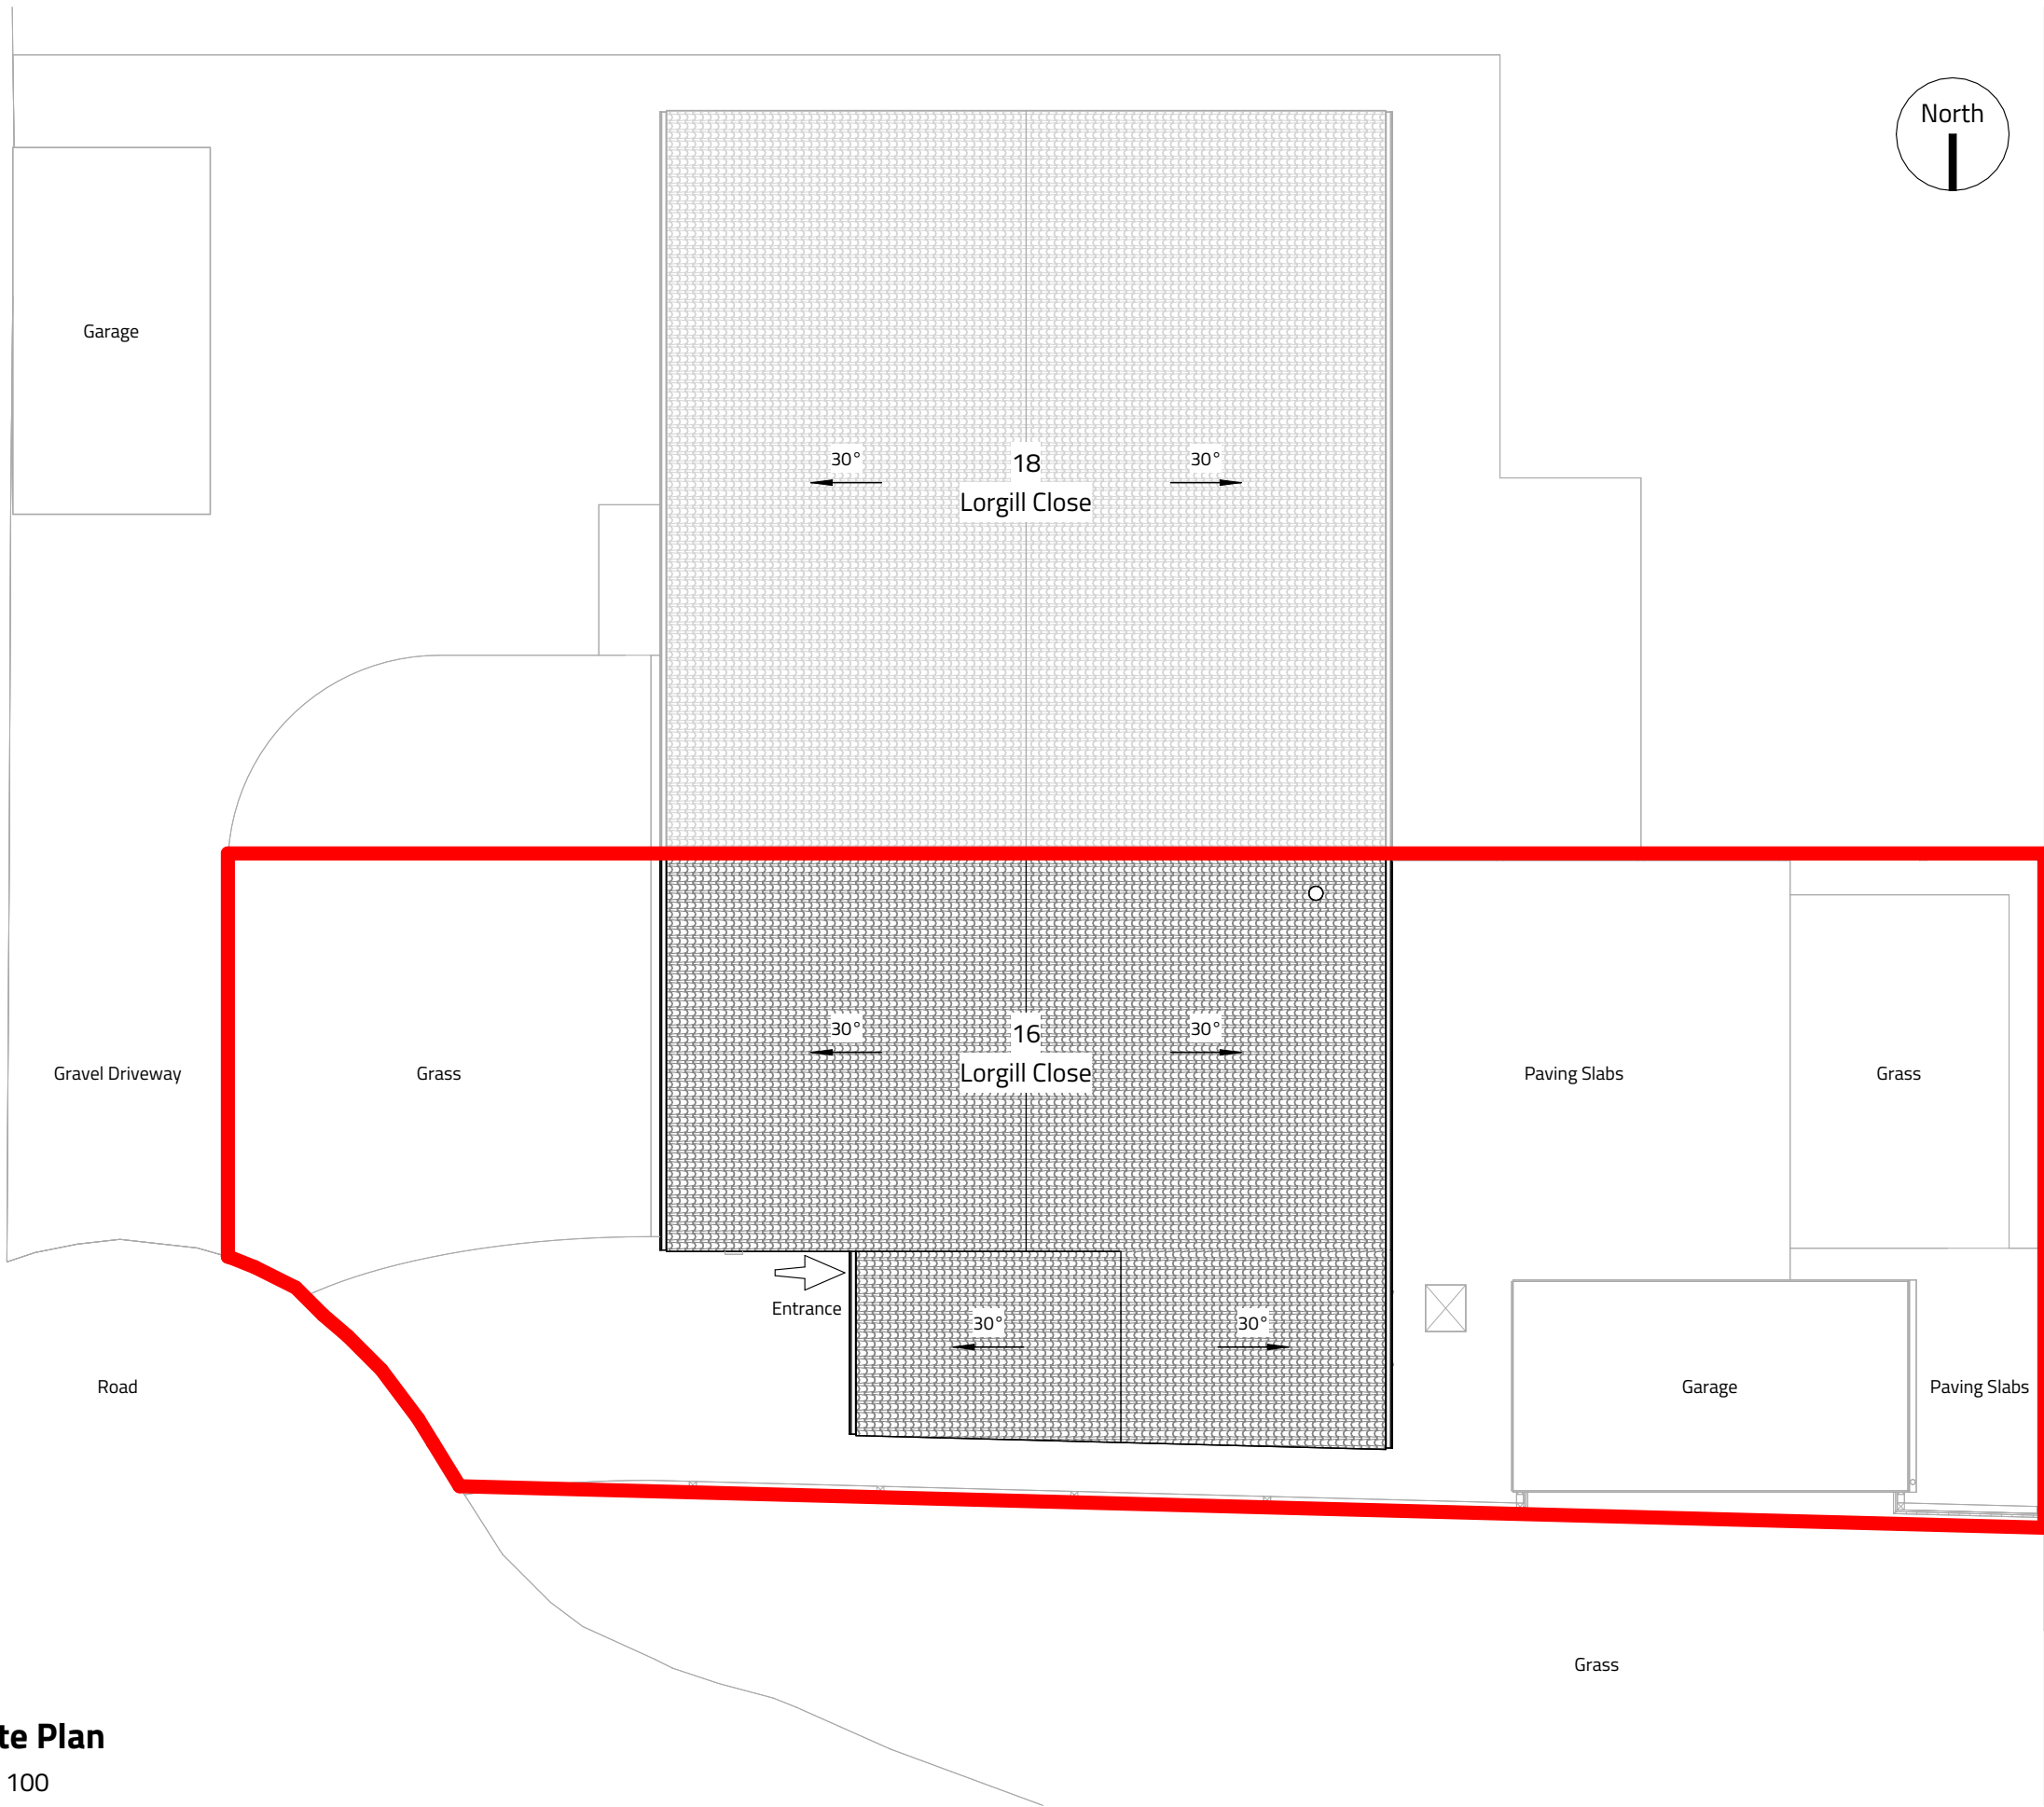 North
Garage
30°
18
30°
Lorgill Close
30°
16
30°
Lorgill Close
Gravel Driveway
Grass
Paving Slabs
Grass
Entrance
30°
30°
Road
Garage
Paving Slabs
Grass
te Plan
100